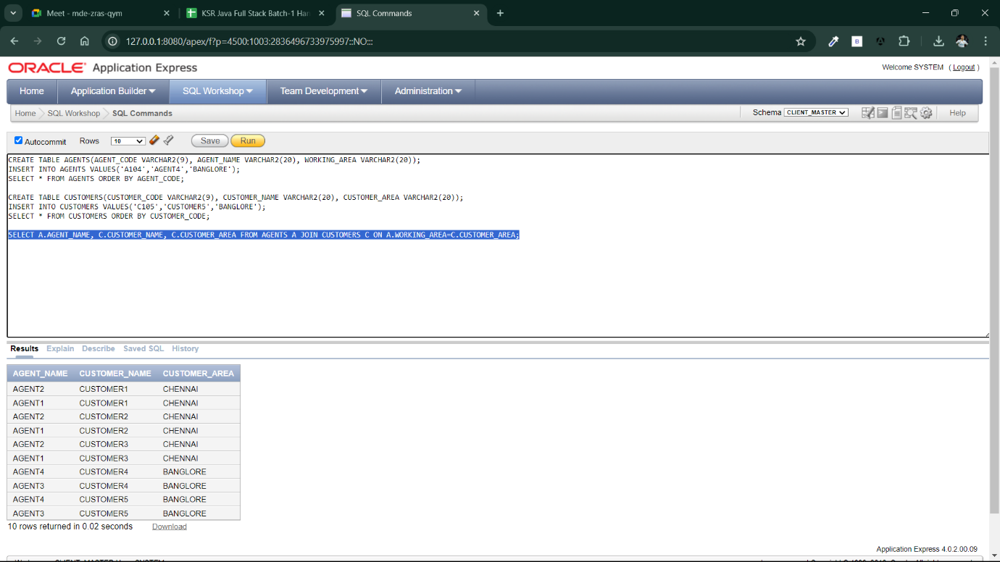 Meet - mde-zras-qym
KSR Java Full Stack Batch-1 Han
SQL Commands
127.0.0.1:8080/apex/f?p=4500:1003:2836496733975997::NO:::
B
ORACLE Application Express
Welcome SYSTEM ( Logout )
Home Application Builder SQL Workshop Team Development Administration
Home SQL Workshop SQL Commands
Schema CLIENT_MASTER Help
Autocommit Rows 10 Save Run
CREATE TABLE AGENTS(AGENT_CODE VARCHAR2(9), AGENT_NAME VARCHAR2(20), WORKING_AREA VARCHAR2(20));
INSERT INTO AGENTS VALUES('A104','AGENT4','BANGLORE');
SELECT * FROM AGENTS ORDER BY AGENT_CODE;
CREATE TABLE CUSTOMERS(CUSTOMER_CODE VARCHAR2(9), CUSTOMER_NAME VARCHAR2(20), CUSTOMER_AREA VARCHAR2(20));
INSERT INTO CUSTOMERS VALUES('C105','CUSTOMER5','BANGLORE');
SELECT * FROM CUSTOMERS ORDER BY CUSTOMER_CODE;
SELECT A.AGENT_NAME, C.CUSTOMER_NAME, C.CUSTOMER_AREA FROM AGENTS A JOIN CUSTOMERS C ON A.WORKING_AREA=C.CUSTOMER_AREA;
Results Explain Describe Saved SQL History
AGENT_NAME CUSTOMER_NAME CUSTOMER_AREA
AGENT2 CUSTOMER1 CHENNAI
AGENT1 CUSTOMER1 CHENNAI
AGENT2 CUSTOMER2 CHENNAI
AGENT1 CUSTOMER2 CHENNAI
AGENT2 CUSTOMER3 CHENNAI
AGENT1 CUSTOMER3 CHENNAI
AGENT4 CUSTOMER4 BANGLORE
AGENT3 CUSTOMER4 BANGLORE
AGENT4 CUSTOMER5 BANGLORE
AGENT3 CUSTOMER5 BANGLORE
10 rows returned in 0.02 seconds Download
Application Express 4.0.2.00.09